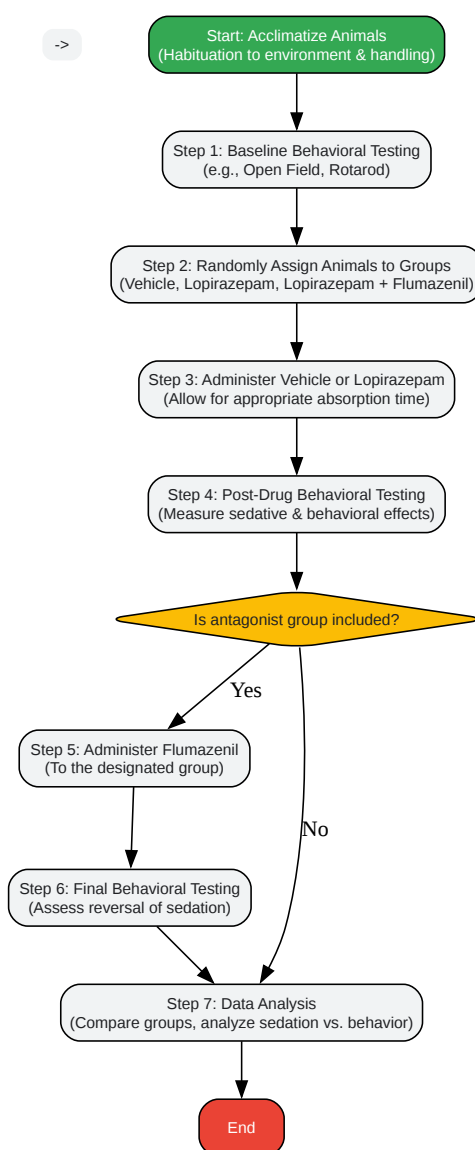 ->
Start: Acclimatize Animals
(Habituation to environment & handling)
Step 1: Baseline Behavioral Testing
(e.g., Open Field, Rotarod)
Step 2: Randomly Assign Animals to Groups
(Vehicle, Lopirazepam, Lopirazepam + Flumazenil)
Step 3: Administer Vehicle or Lopirazepam
(Allow for appropriate absorption time)
Step 4: Post-Drug Behavioral Testing
(Measure sedative & behavioral effects)
Is antagonist group included?
Yes
Step 5: Administer Flumazenil
(To the designated group)
No
Step 6: Final Behavioral Testing
(Assess reversal of sedation)
Step 7: Data Analysis
(Compare groups, analyze sedation vs. behavior)
End